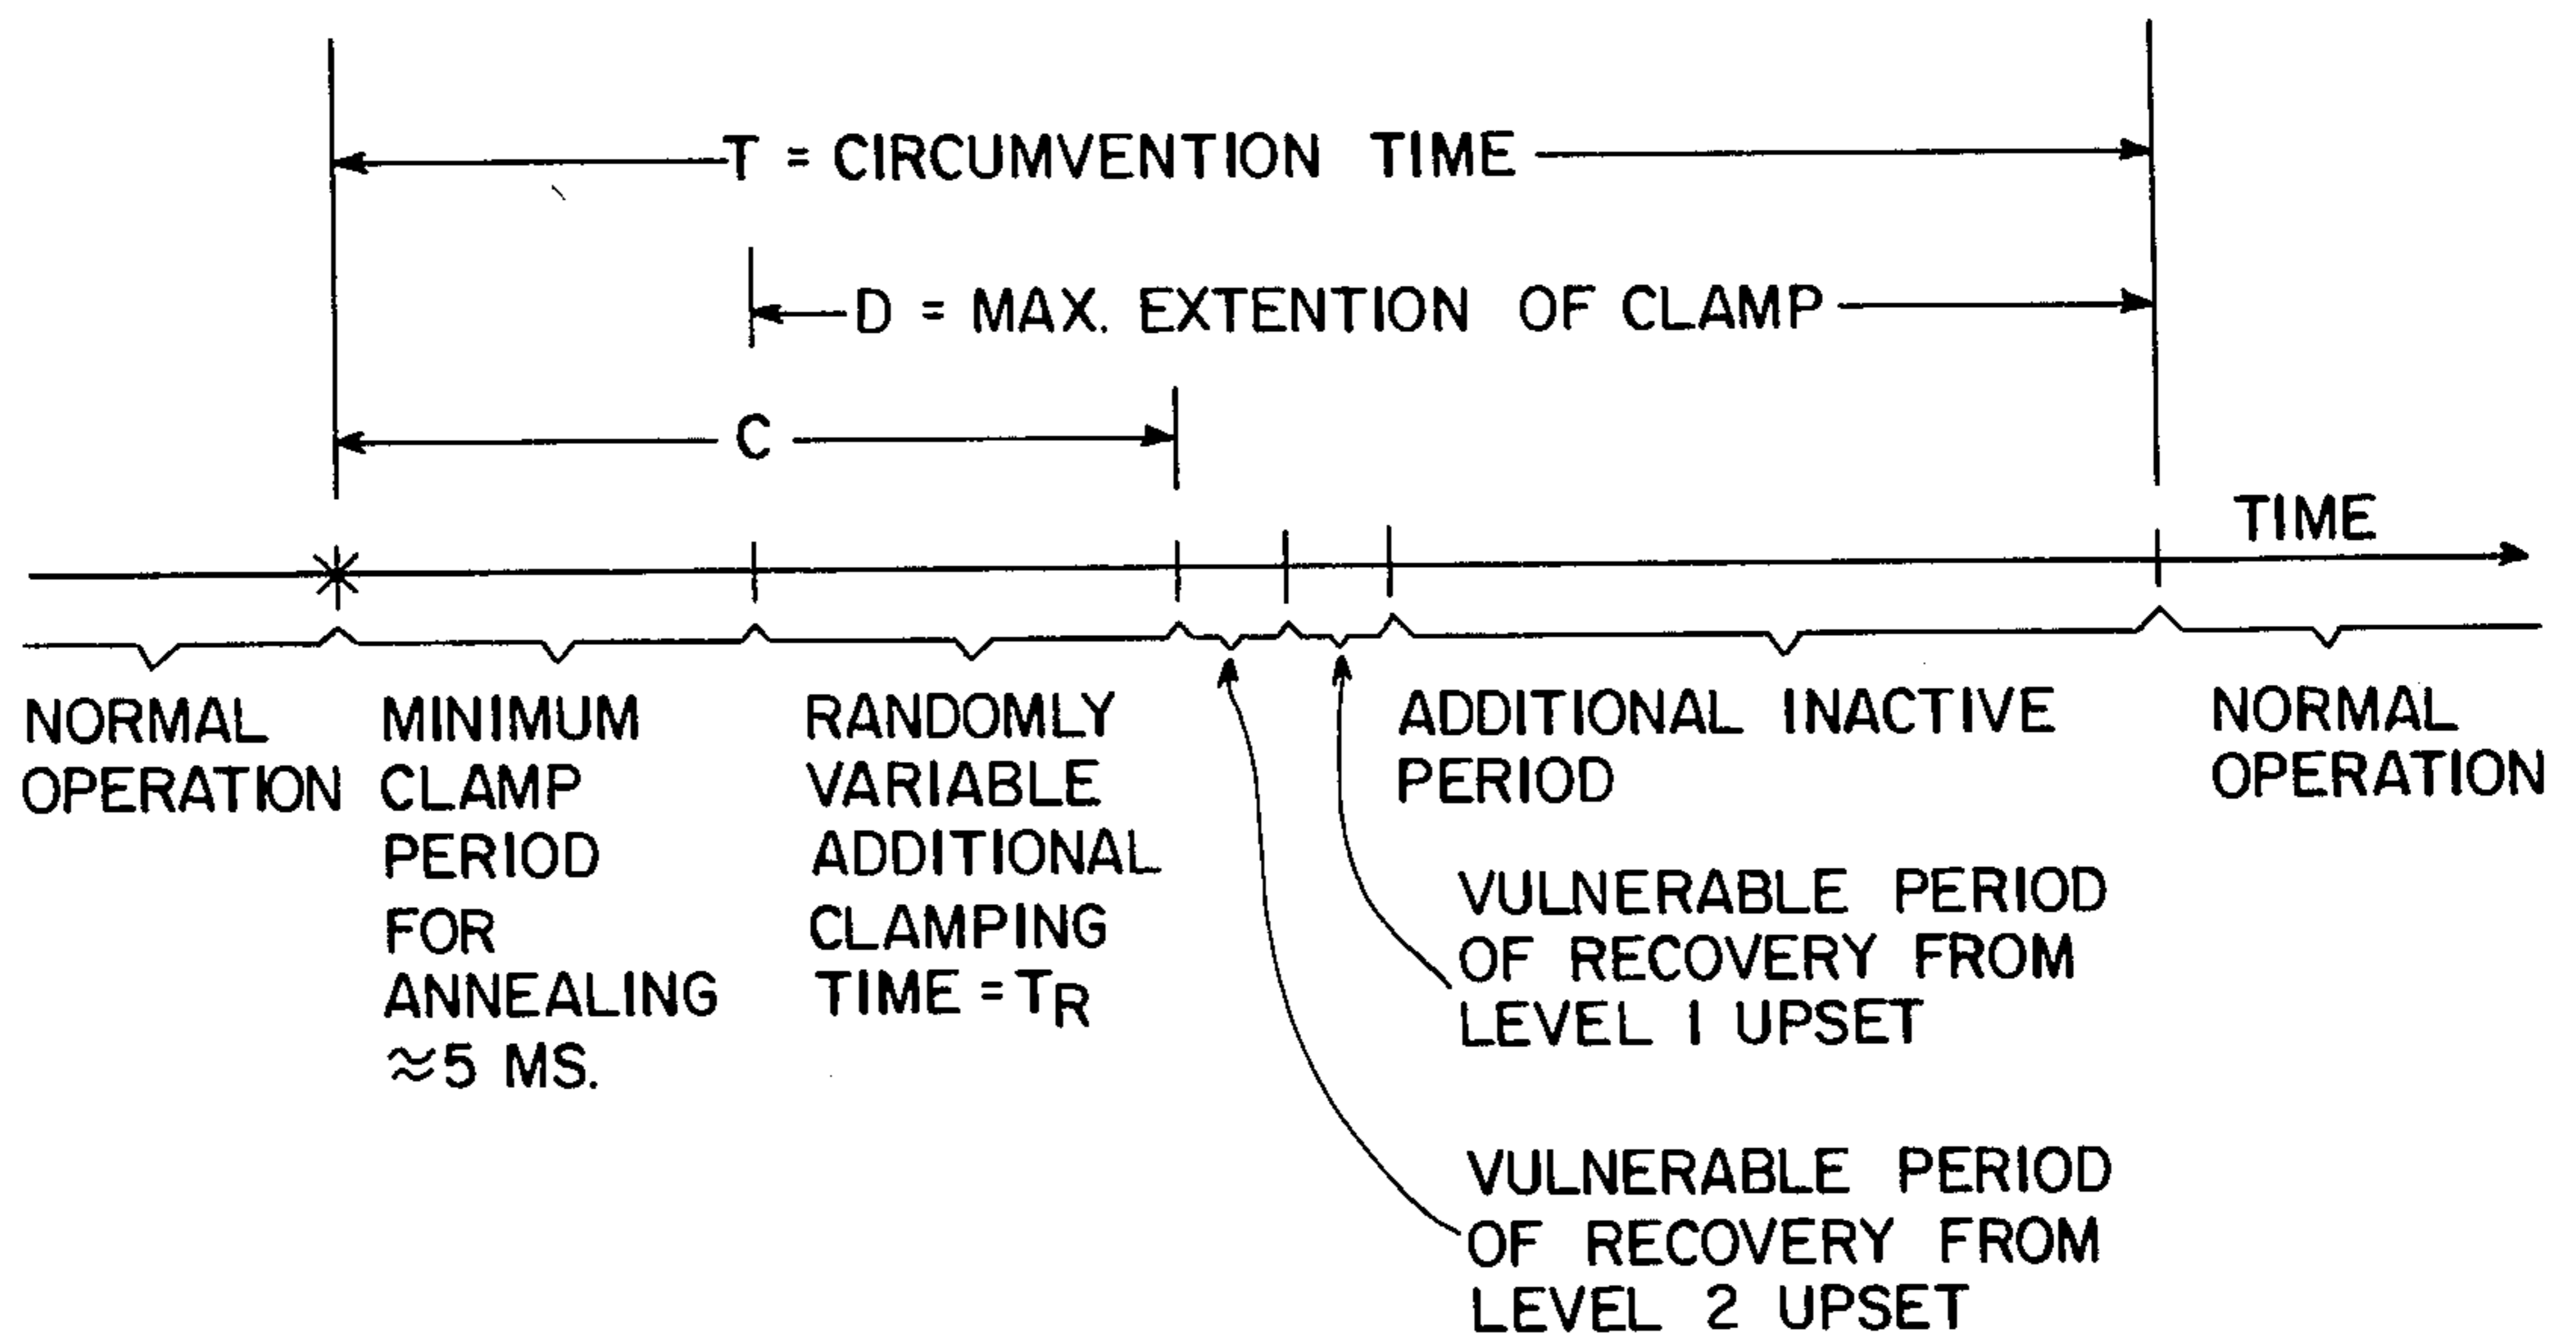 T = CIRCUMVENTION TIME
D = MAX. EXTENTION OF CLAMP
C
TIME
NORMAL
OPERATION
MINIMUM
CLAMP
PERIOD
FOR
ANNEALING
≈5 MS.
RANDOMLY
VARIABLE
ADDITIONAL
CLAMPING
TIME = TR
ADDITIONAL INACTIVE
PERIOD
NORMAL
OPERATION
VULNERABLE PERIOD
OF RECOVERY FROM
LEVEL 1 UPSET
VULNERABLE PERIOD
OF RECOVERY FROM
LEVEL 2 UPSET